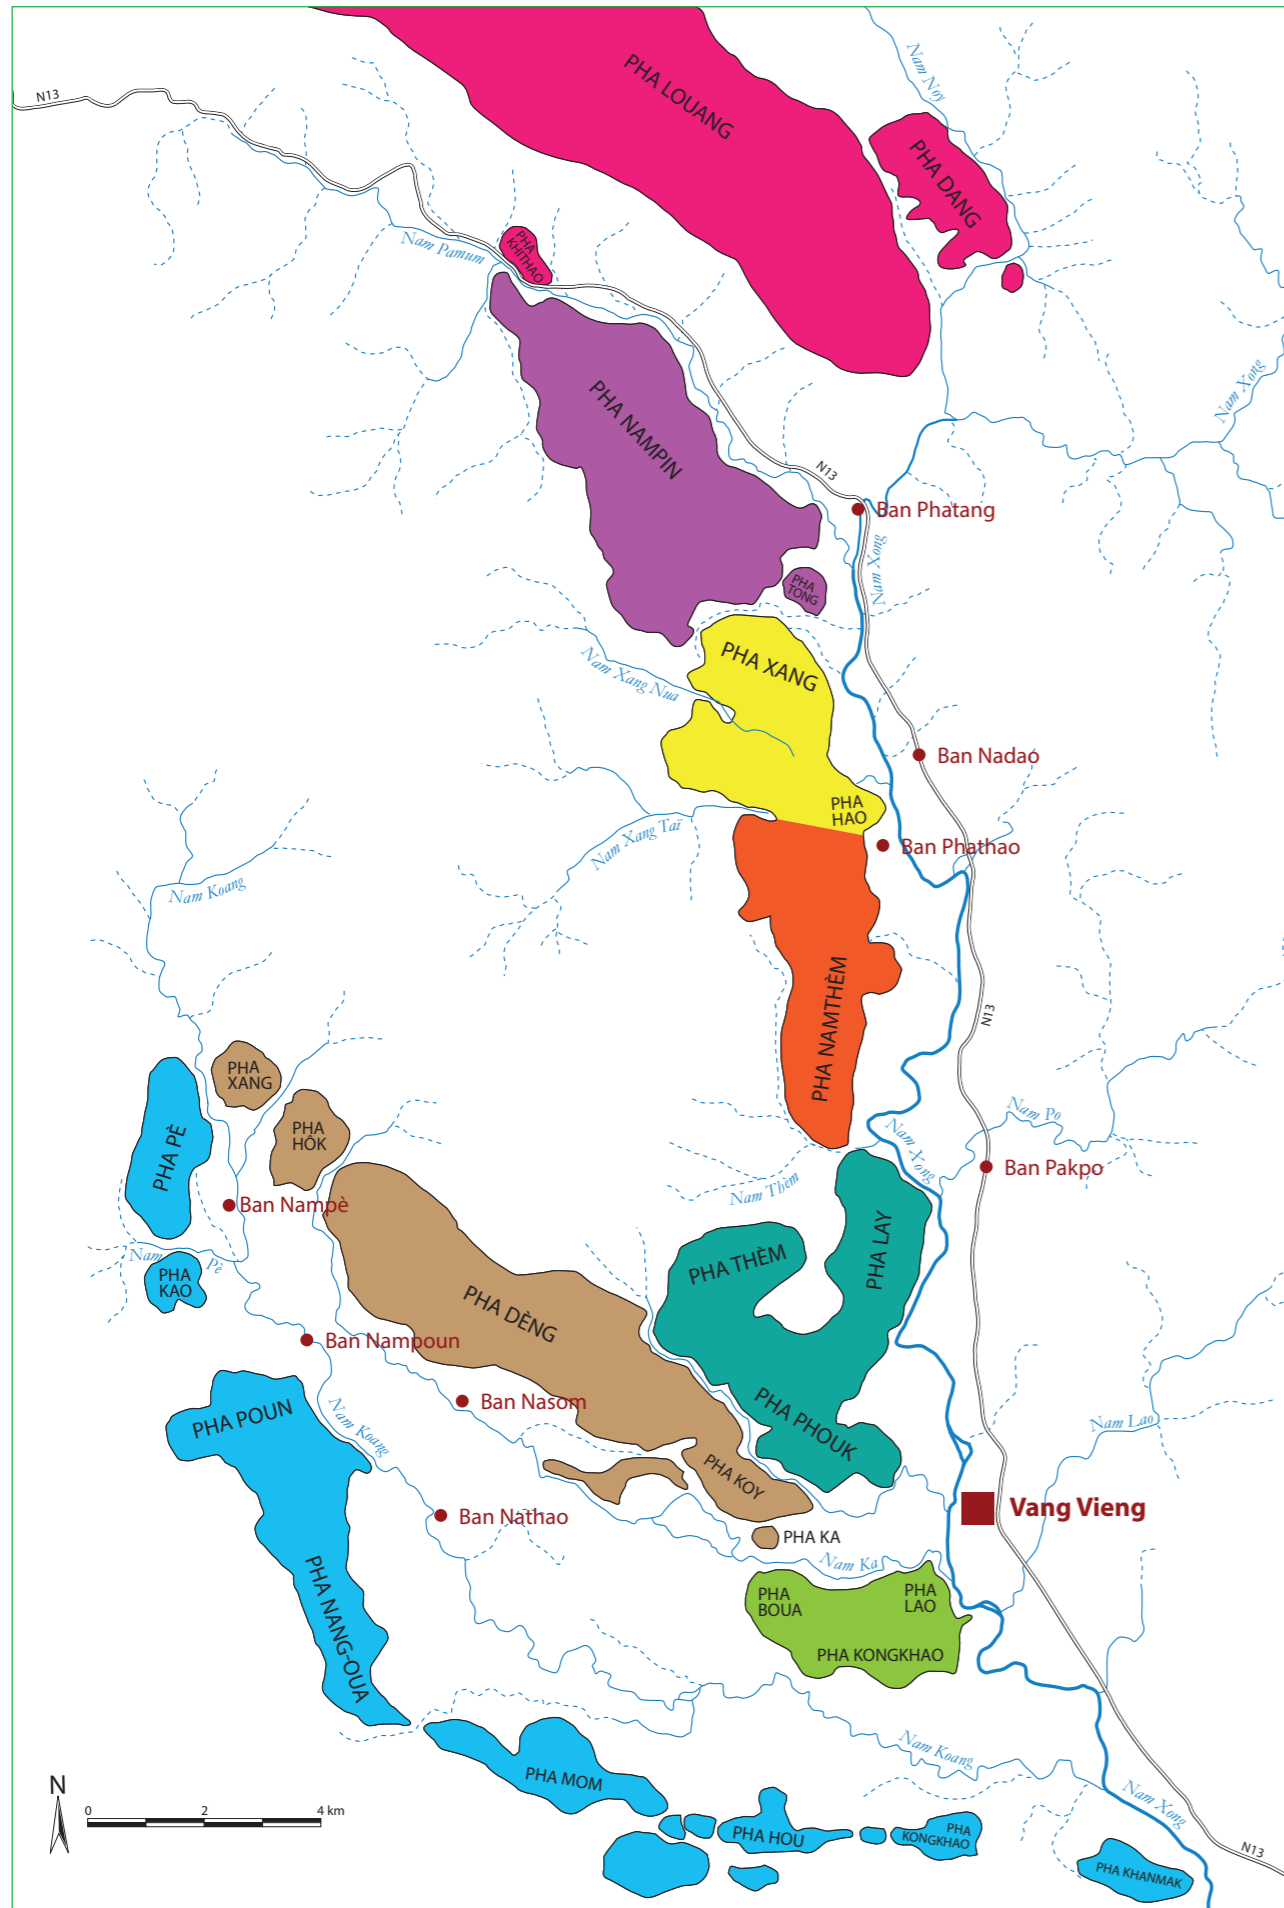 N13
Nam Noy
PHA LOUANG
PHA DANG
PHA
KHITHAO
Nam Pamum
Nam Xong
PHA NAMPIN
N13
Ban Phatang
Nam Xong
PHA
TONG
PHA XANG
Nam Xang Nua
Ban Nadao
PHA
HAO
Nam Xang Taï
Ban Phathao
Nam Koang
PHA NAMTHÈM
N13
PHA
XANG
PHA
HÔK
PHA PÈ
Nam Po
Nam Xong
Ban Pakpo
Nam Thèm
Ban Nampè
PHA LAY
PHA THÈM
Nam Pè
PHA
KAO
PHA DÈNG
Ban Nampoun
Ban Nasom
PHA POUN
Nam Koang
PHA PHOUK
Nam Lao
PHA KOY
Vang Vieng
Ban Nathao
PHA KA
Nam Ka
PHA
BOUA
PHA
LAO
PHA NANG-OUA
PHA KONGKHAO
Nam Koang
PHA MOM
N
0 2 4 km
Nam Xong
PHA HOU
PHA
KONGKHAO
N13
PHA KHANMAK